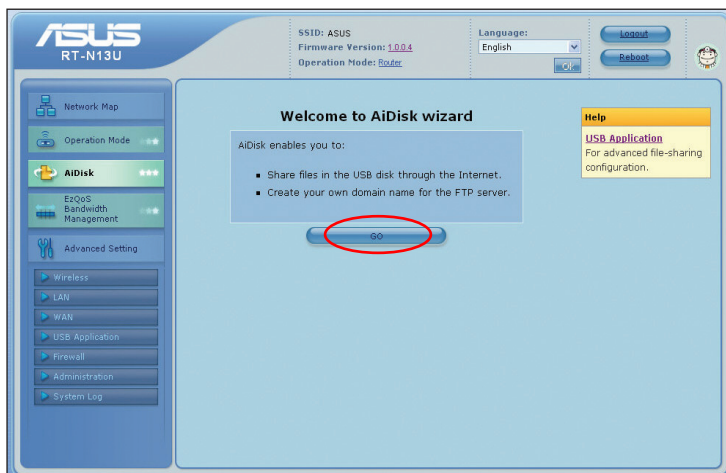 ASUS
RT-N13U
SSID: ASUS
Firmware Version: 1.0.0.4
Operation Mode: Router
Language:
English
OK
Logout
Reboot
Network Map
Operation Mode
AiDisk
EzQoS
Bandwidth
Management
Advanced Setting
Wireless
LAN
WAN
USB Application
Firewall
Administration
System Log
Welcome to AiDisk wizard
AiDisk enables you to:
Share files in the USB disk through the Internet.
Create your own domain name for the FTP server.
GO
Help
USB Application
For advanced file-sharing
configuration.